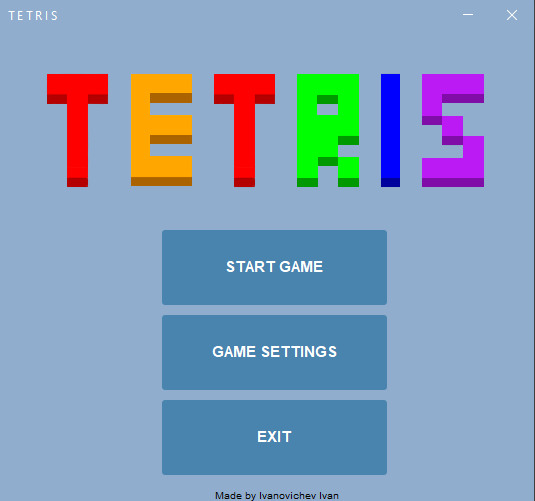 TETRIS
TETRIS
START GAME
GAME SETTINGS
EXIT
Made by Ivanovichev Ivan